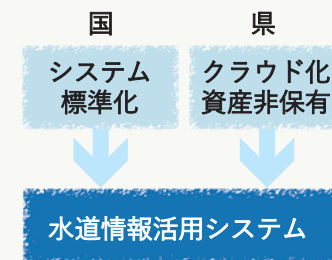 国
県
システム
標準化
クラウド化
資産非保有
水道情報活用システム